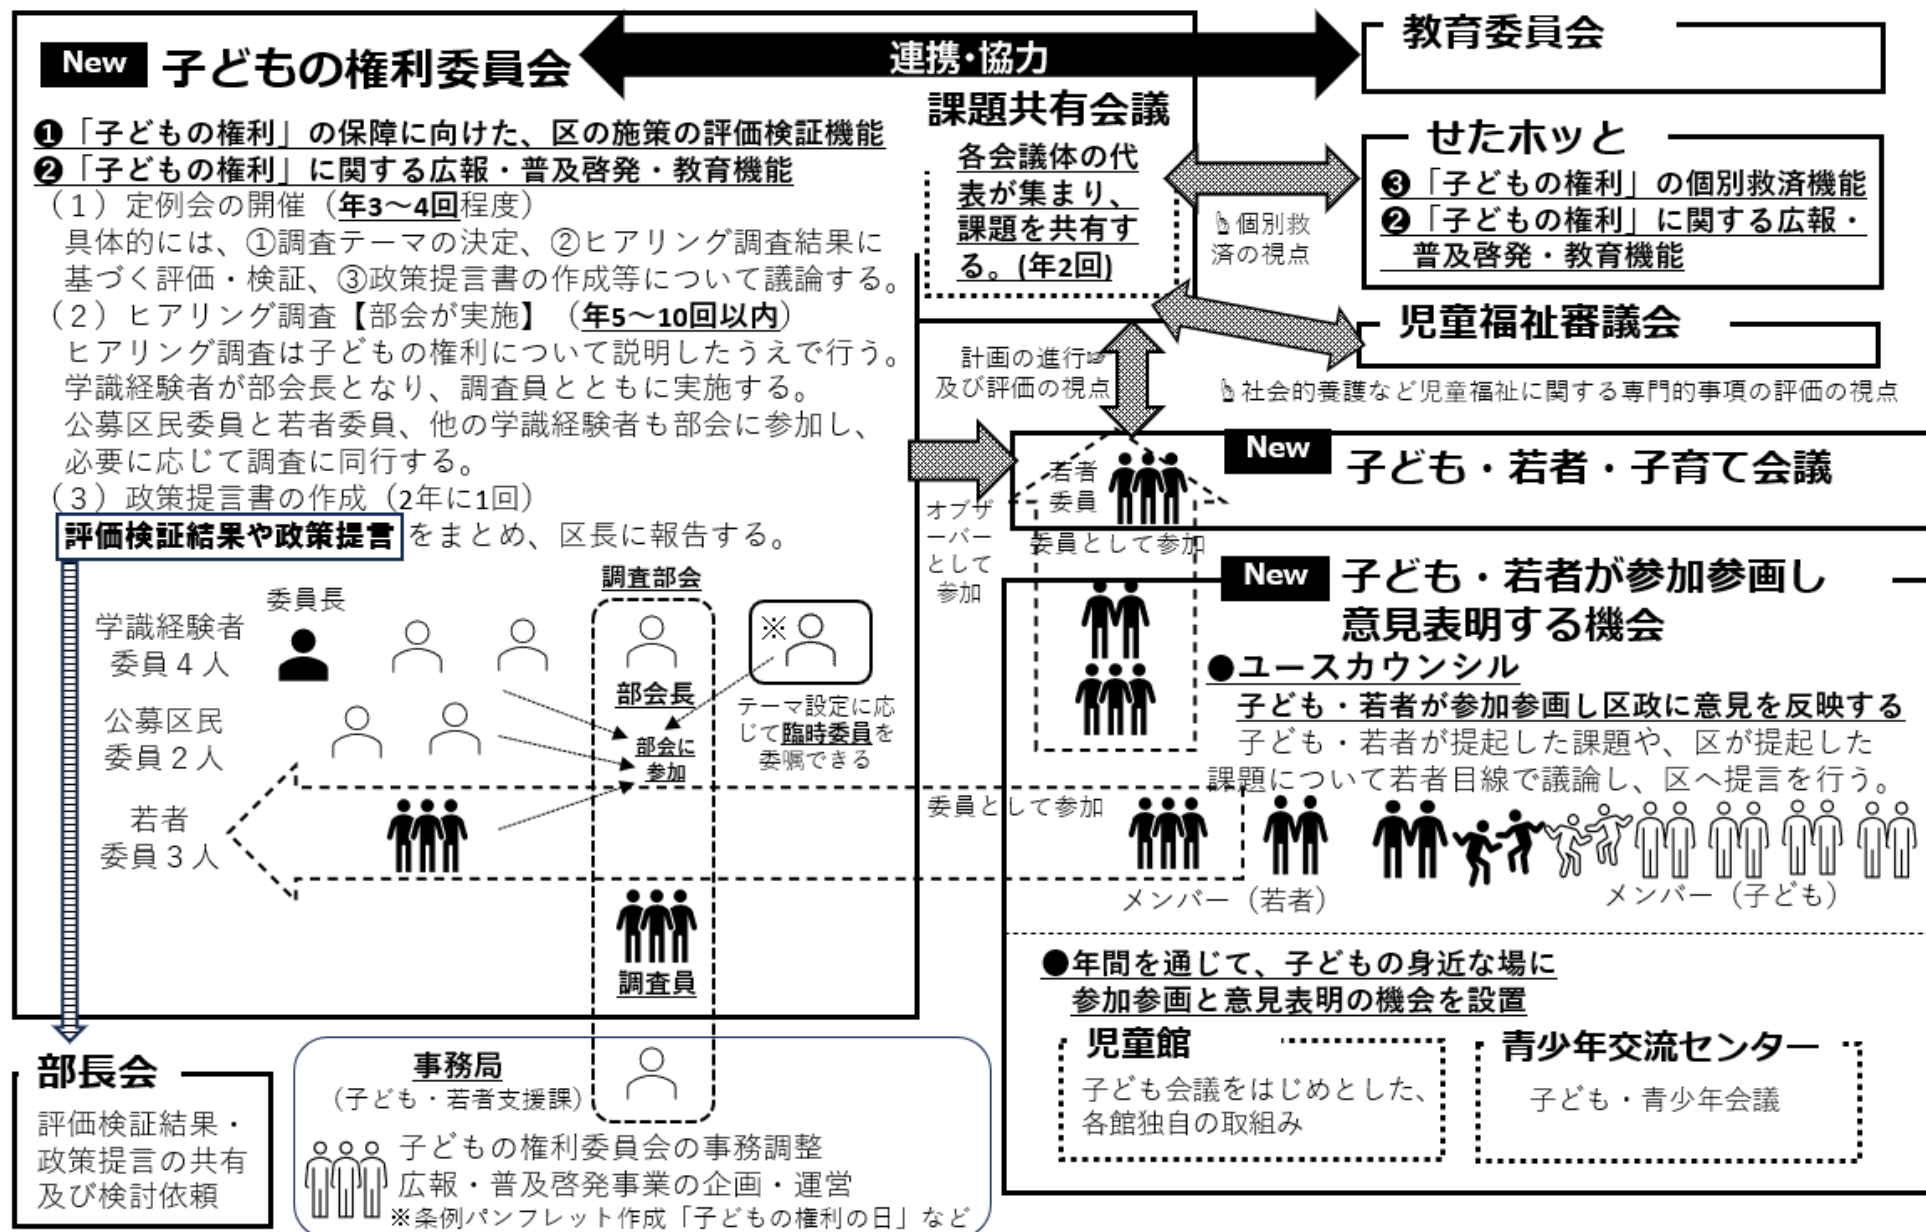 New 子どもの権利委員会
連携・協力
教育委員会
❶「子どもの権利」の保障に向けた、区の施策の評価検証機能
❷「子どもの権利」に関する広報・普及啓発・教育機能
（１）定例会の開催（年3～4回程度）
具体的には、①調査テーマの決定、②ヒアリング調査結果に
基づく評価・検証、③政策提言書の作成等について議論する。
（２）ヒアリング調査【部会が実施】（年5～10回以内）
ヒアリング調査は子どもの権利について説明したうえで行う。
学識経験者が部会長となり、調査員とともに実施する。
公募区民委員と若者委員、他の学識経験者も部会に参加し、
必要に応じて調査に同行する。
（３）政策提言書の作成（2年に1回）
評価検証結果や政策提言をまとめ、区長に報告する。
課題共有会議
各会議体の代
表が集まり、
課題を共有す
る。(年2回)
せたホッと
❸「子どもの権利」の個別救済機能
❷「子どもの権利」に関する広報・
普及啓発・教育機能
☝個別救
済の視点
児童福祉審議会
☝社会的養護など児童福祉に関する専門的事項の評価の視点
計画の進行☞
及び評価の視点
New 子ども・若者・子育て会議
若者
委員
オブザ
ーバー
として
参加
委員として参加
調査部会
委員長
学識経験者
委員４人
※
部会長
公募区民
委員２人
部会に
参加
テーマ設定に応
じて臨時委員を
委嘱できる
若者
委員３人
委員として参加
調査員
New 子ども・若者が参加参画し
意見表明する機会
●ユースカウンシル
子ども・若者が参加参画し区政に意見を反映する
子ども・若者が提起した課題や、区が提起した
課題について若者目線で議論し、区へ提言を行う。
メンバー（若者）
メンバー（子ども）
●年間を通じて、子どもの身近な場に
参加参画と意見表明の機会を設置
児童館
子ども会議をはじめとした、
各館独自の取組み
青少年交流センター
子ども・青少年会議
部長会
評価検証結果・
政策提言の共有
及び検討依頼
事務局
（子ども・若者支援課）
子どもの権利委員会の事務調整
広報・普及啓発事業の企画・運営
※条例パンフレット作成「子どもの権利の日」など